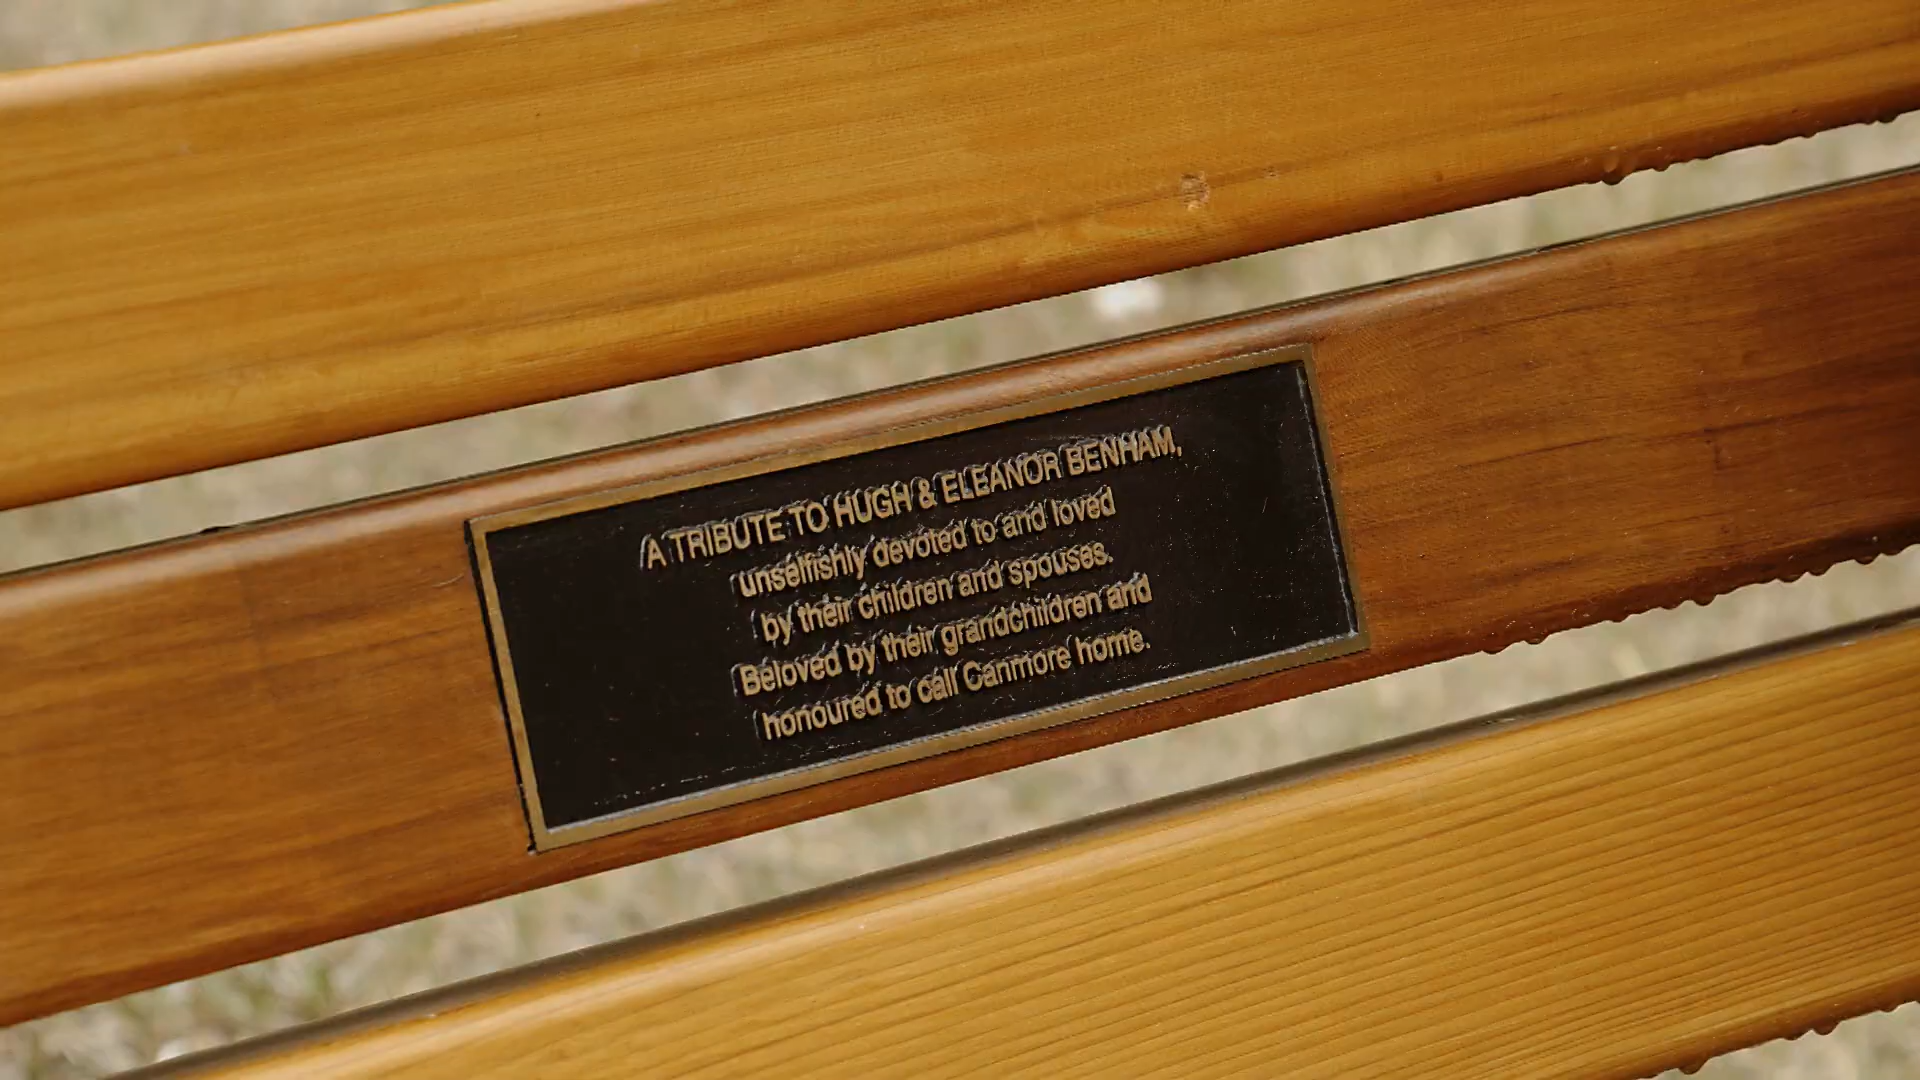 A TRIBUTE TO HUGH & ELEANOR BENHAM,
unselfishly devoted to and loved
by their children and spouses.
Beloved by their grandchildren and
honoured to call Canmore home.